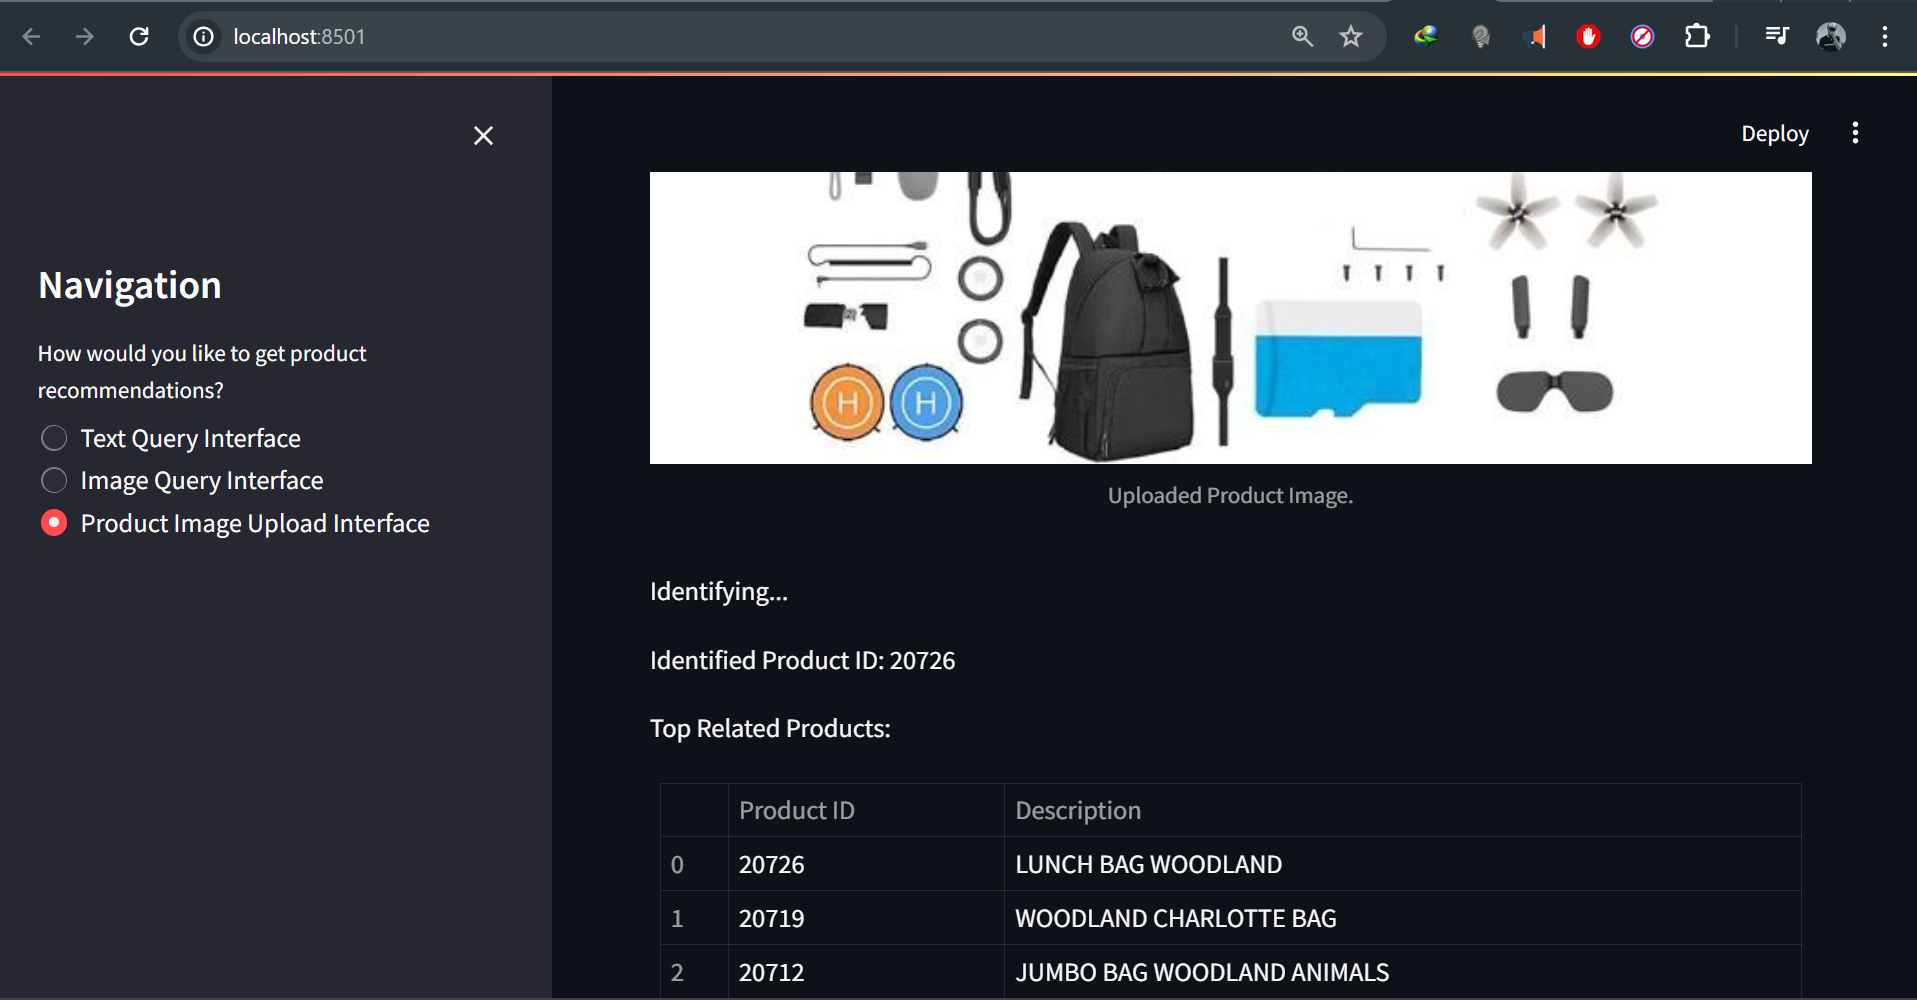 localhost:8501
Deploy
Navigation
How would you like to get product
recommendations?
Text Query Interface
Image Query Interface
Product Image Upload Interface
H H
Uploaded Product Image.
Identifying...
Identified Product ID: 20726
Top Related Products:
Product ID Description
0 20726 LUNCH BAG WOODLAND
1 20719 WOODLAND CHARLOTTE BAG
2 20712 JUMBO BAG WOODLAND ANIMALS